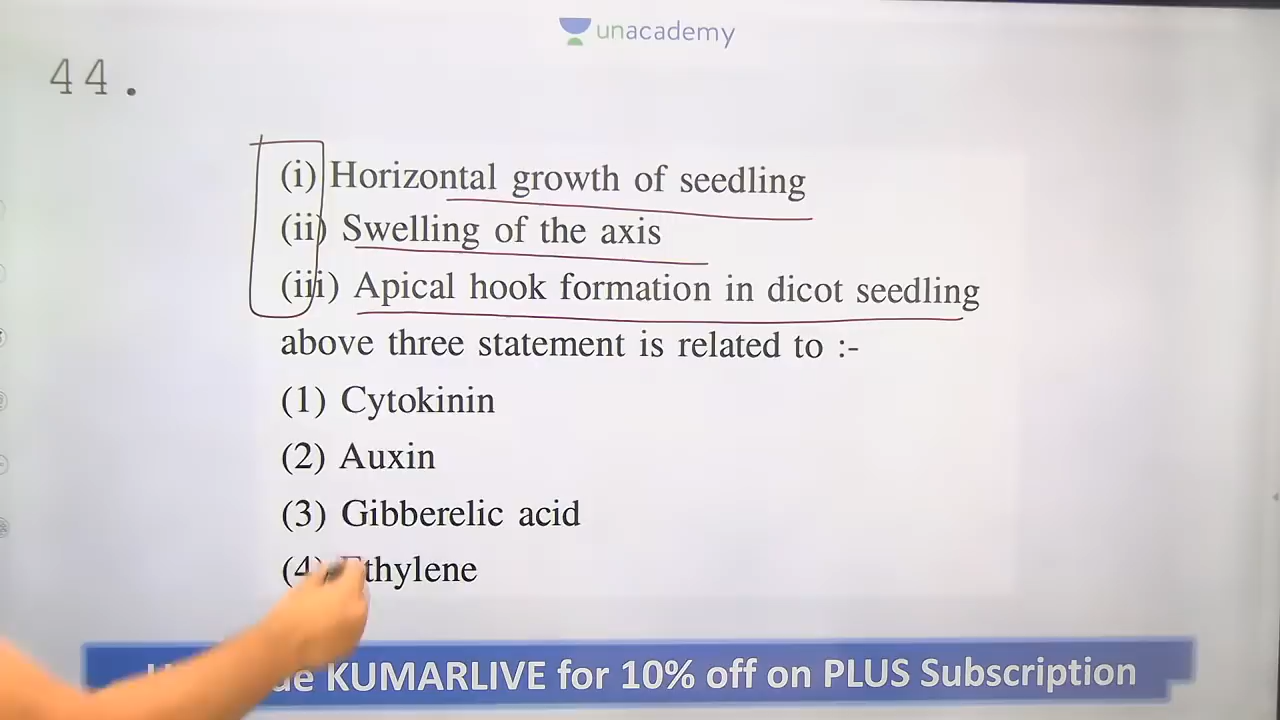 unacademy
44.
(i) Horizontal growth of seedling
(ii) Swelling of the axis
(iii) Apical hook formation in dicot seedling
above three statement is related to :-
(1) Cytokinin
(2) Auxin
(3) Gibberelic acid
(4) Ethylene
KUMARLIVE for 10% off on PLUS Subscription